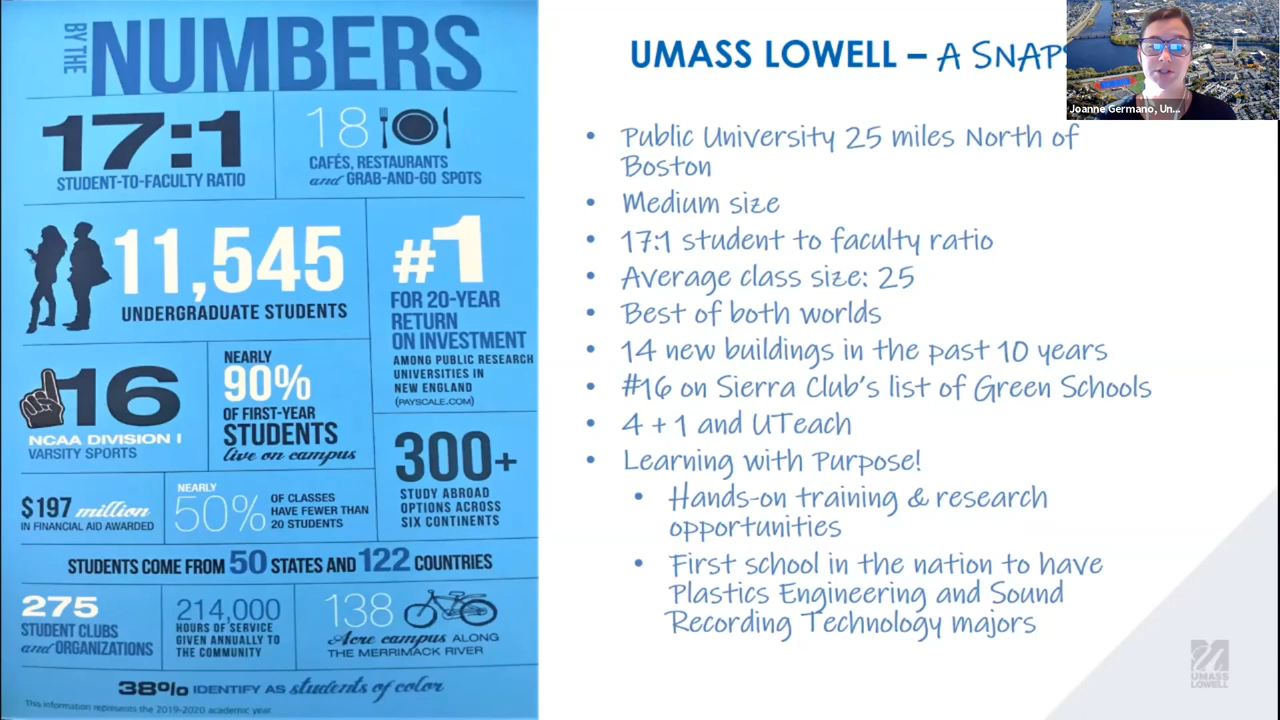 BY THE NUMBERS
17:1
STUDENT-TO-FACULTY RATIO
18
CAFÉS, RESTAURANTS
and GRAB-AND-GO SPOTS
11,545
UNDERGRADUATE STUDENTS
#1
FOR 20-YEAR
RETURN
ON INVESTMENT
AMONG PUBLIC RESEARCH
UNIVERSITIES IN
NEW ENGLAND
(PAYSCALE.COM)
16
NCAA DIVISION I
VARSITY SPORTS
NEARLY
90%
OF FIRST-YEAR
STUDENTS
live on campus
300+
STUDY ABROAD
OPTIONS ACROSS
SIX CONTINENTS
$197 million
IN FINANCIAL AID AWARDED
NEARLY
50%
OF CLASSES
HAVE FEWER THAN
20 STUDENTS
STUDENTS COME FROM 50 STATES AND 122 COUNTRIES
275
STUDENT CLUBS
and ORGANIZATIONS
214,000
HOURS OF SERVICE
GIVEN ANNUALLY TO
THE COMMUNITY
138
Acre campus ALONG
THE MERRIMACK RIVER
38% IDENTIFY AS students of color
This information represents the 2019-2020 academic year.
UMASS LOWELL – A SNAPS
• Public University 25 miles North of
Boston
• Medium size
• 17:1 student to faculty ratio
• Average class size: 25
• Best of both worlds
• 14 new buildings in the past 10 years
• #16 on Sierra Club's list of Green Schools
• 4 + 1 and UTeach
• Learning with Purpose!
• Hands-on training & research
opportunities
• First school in the nation to have
Plastics Engineering and Sound
Recording Technology majors
Joanne Germano, Un...
UMASS
LOWELL